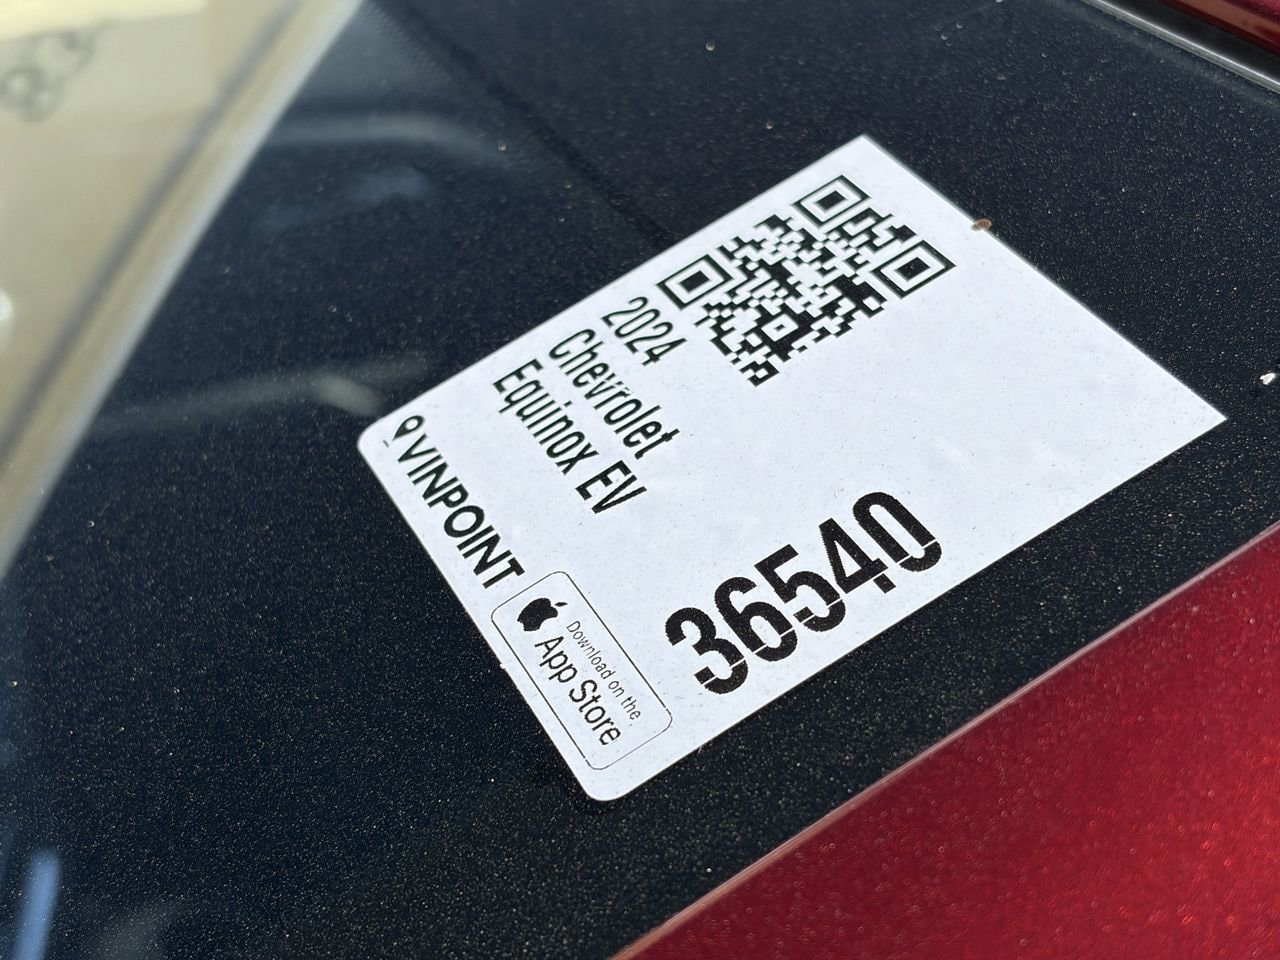 2024
Chevrolet
Equinox EV
36540
VINPOINT
Download on the
App Store